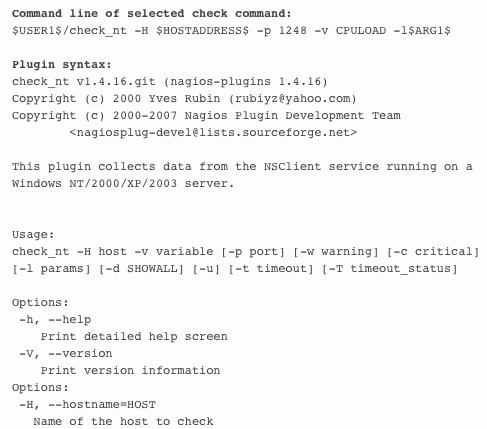 Command line of selected check command:
$USER1$/check_nt -H $HOSTADDRESS$ -p 1248 -v CPULOAD -l$ARG1$
Plugin syntax:
check_nt v1.4.16.git (nagios-plugins 1.4.16)
Copyright (c) 2000 Yves Rubin (rubiyz@yahoo.com)
Copyright (c) 2000-2007 Nagios Plugin Development Team
<nagiosplug-devel@lists.sourceforge.net>
This plugin collects data from the NSClient service running on a
Windows NT/2000/XP/2003 server.
Usage:
check_nt -H host -v variable [-p port] [-w warning] [-c critical]
[-l params] [-d SHOWALL] [-u] [-t timeout] [-T timeout_status]
Options:
-h, --help
Print detailed help screen
-V, --version
Print version information
Options:
-H, --hostname=HOST
Name of the host to check